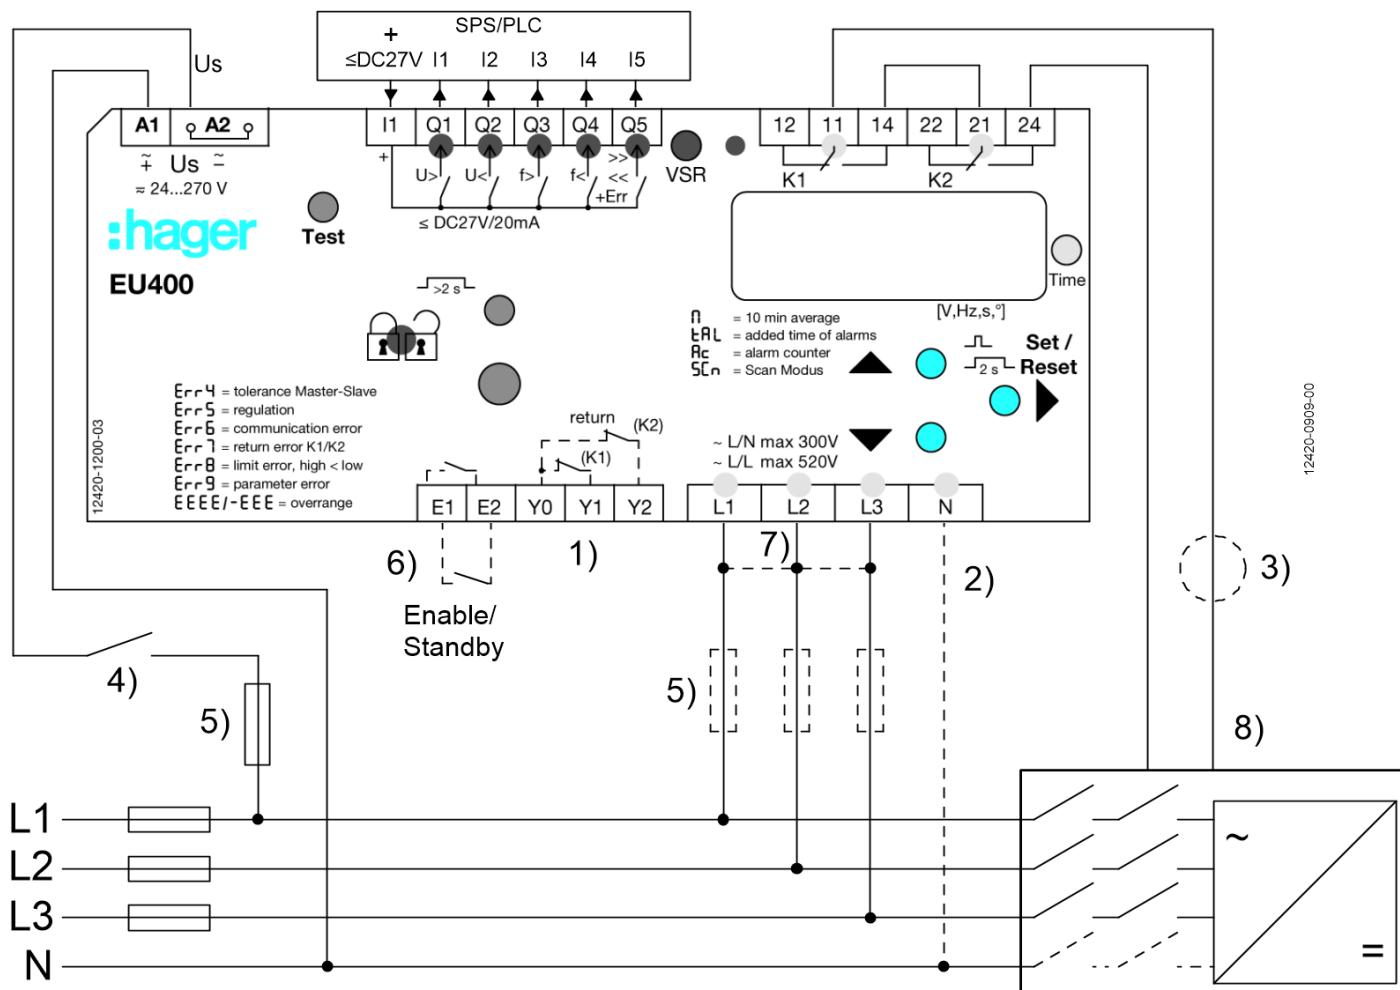 SPS/PLC
+
≤DC27V I1 I2 I3 I4 I5
Us
A1 A2
I1 Q1 Q2 Q3 Q4 Q5
12 11 14 22 21 24
~ + Us ~ −
≂ 24...270 V
+
U> U< f> f< >> << +Err
≤ DC27V/20mA
VSR
K1 K2
Test
:hager
EU400
Time
[V,Hz,s,°]
>2 s
n = 10 min average
tAL = added time of alarms
Ac = alarm counter
SCn = Scan Modus
2 s
Set /
Reset
Err4 = tolerance Master-Slave
Err5 = regulation
Err6 = communication error
Err7 = return error K1/K2
Err8 = limit error, high < low
Err9 = parameter error
EEEE/-EEE = overrange
12420-1200-03
return (K2)
(K1)
~ L/N max 300V
~ L/L max 520V
E1 E2 Y0 Y1 Y2
L1 L2 L3 N
12420-0909-00
6) 1) 7) 2) 3)
Enable/
Standby
4)
5)
5)
8)
L1
L2
L3
N
~
=